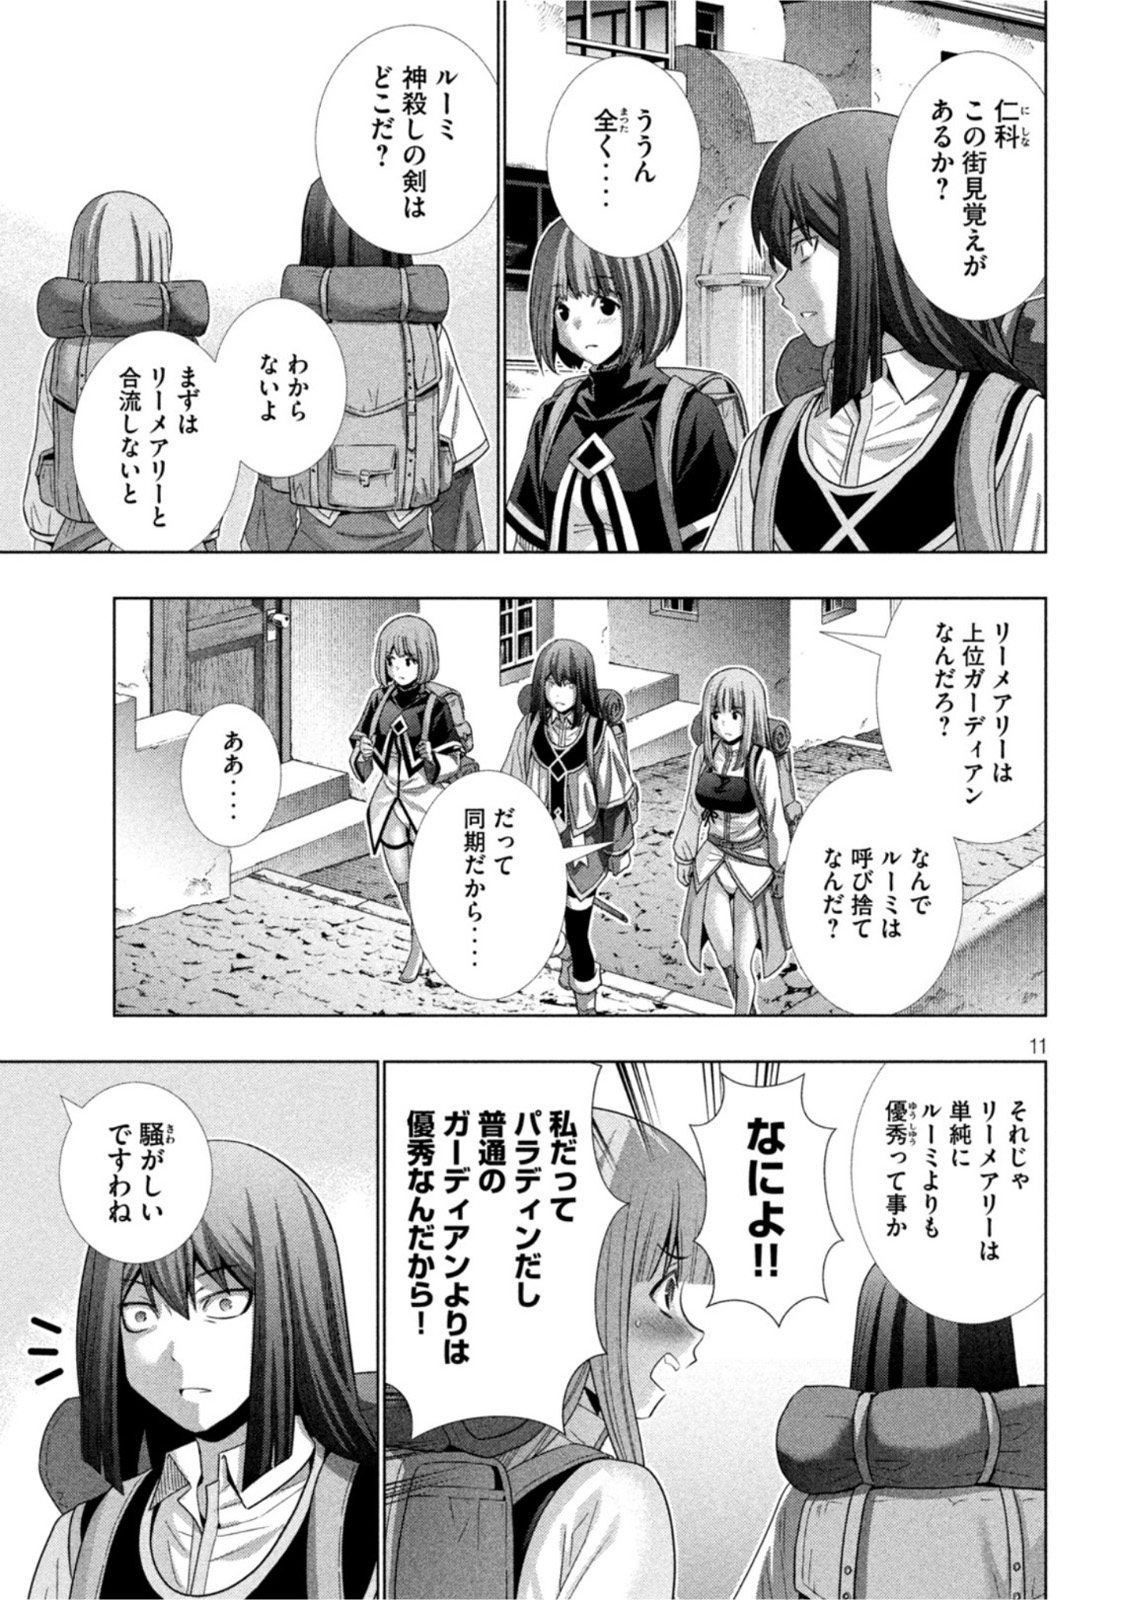 仁科
この街見覚えが
あるか？
ううん
全く‥‥
ルーミ
神殺しの剣は
どこだ？
わから
ないよ
まずは
リーメアリーと
合流しないと
リーメアリーは
上位ガーディアン
なんだろ？
なんで
ルーミは
呼び捨て
なんだ？
だって
同期だから‥‥
ああ‥‥
11
それじゃ
リーメアリーは
単純に
ルーミよりも
優秀って事か
なによ!!
私だって
パラディンだし
普通の
ガーディアンよりは
優秀なんだから！
騒がしい
ですわね